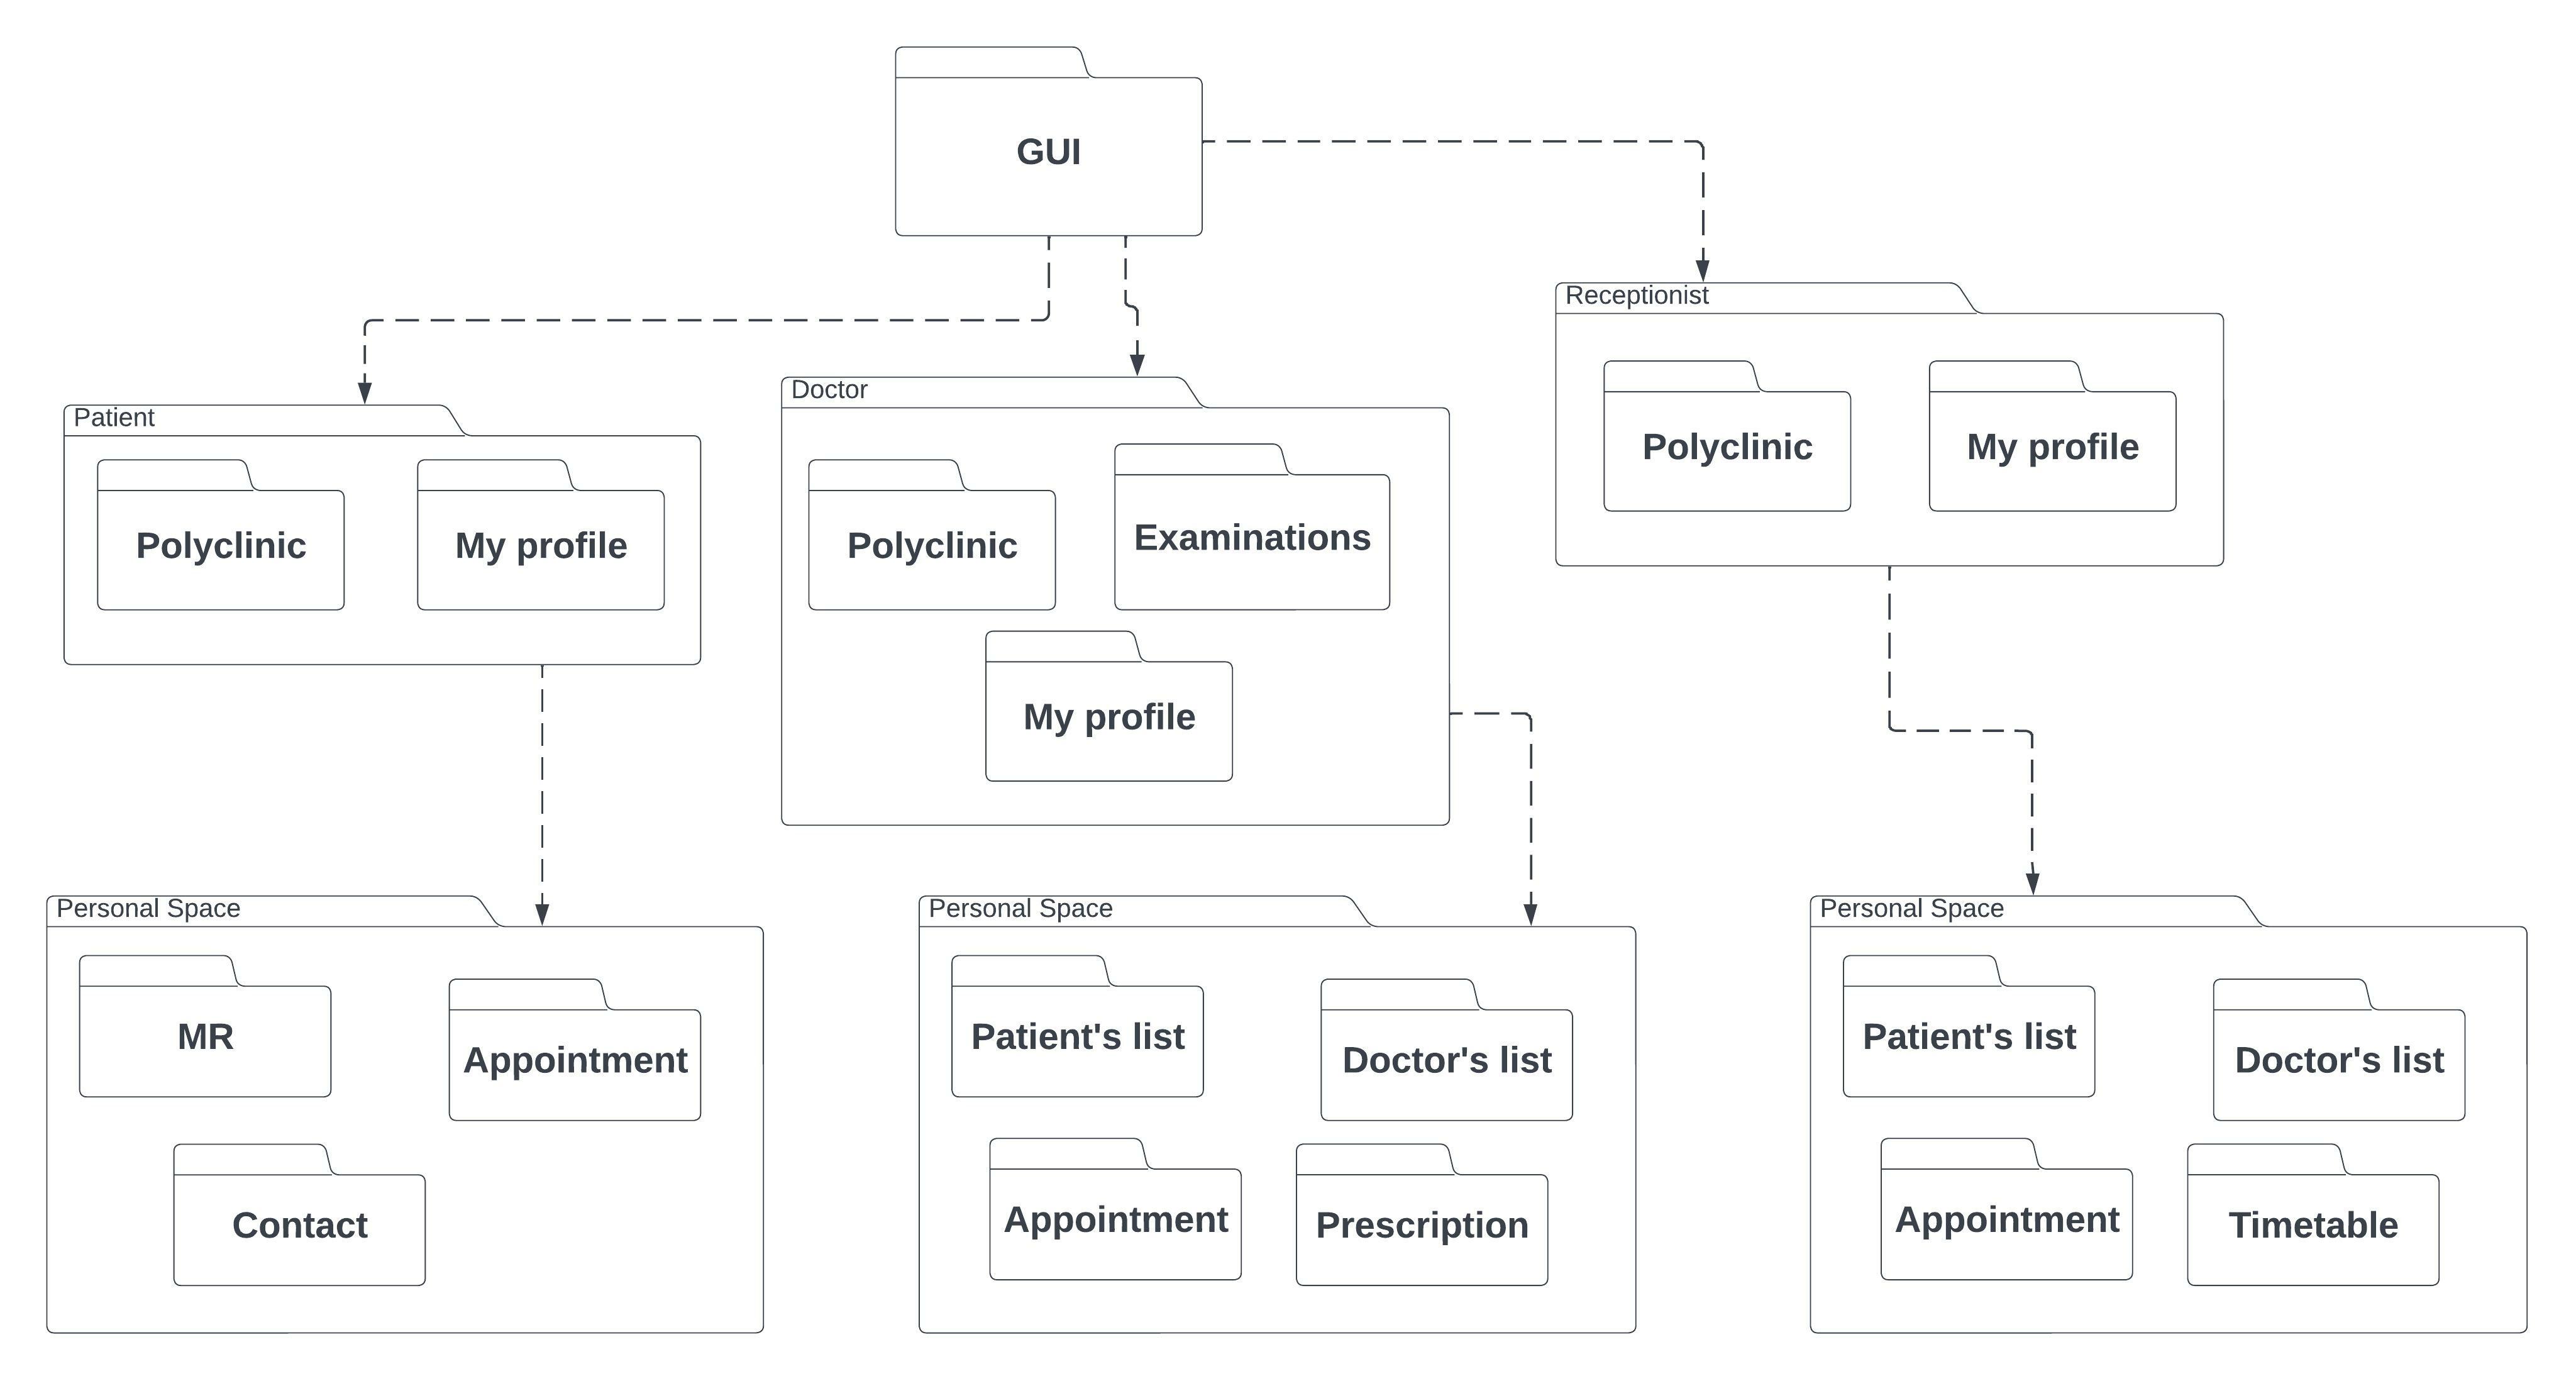 GUI
Receptionist
Polyclinic
My profile
Doctor
Polyclinic
Examinations
My profile
Patient
Polyclinic
My profile
Personal Space
MR
Appointment
Contact
Personal Space
Patient's list
Doctor's list
Appointment
Prescription
Personal Space
Patient's list
Doctor's list
Appointment
Timetable